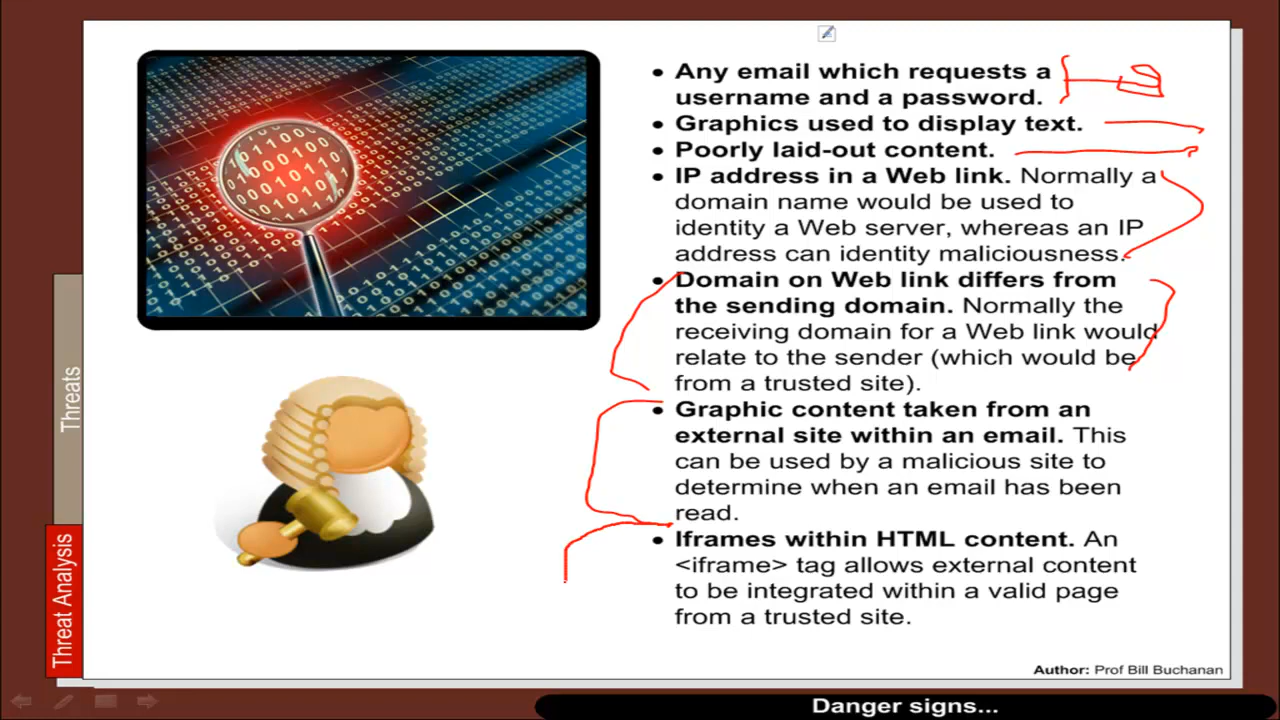 • Any email which requests a
username and a password.
• Graphics used to display text.
• Poorly laid-out content.
• IP address in a Web link. Normally a
domain name would be used to
identity a Web server, whereas an IP
address can identity maliciousness.
• Domain on Web link differs from
the sending domain. Normally the
receiving domain for a Web link would
relate to the sender (which would be
from a trusted site).
• Graphic content taken from an
external site within an email. This
can be used by a malicious site to
determine when an email has been
read.
• Iframes within HTML content. An
<iframe> tag allows external content
to be integrated within a valid page
from a trusted site.
Threats
Threat Analysis
Author: Prof Bill Buchanan
Danger signs...